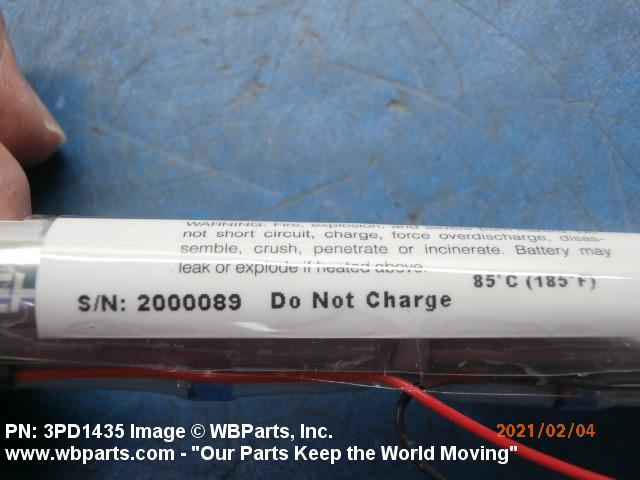 WARNING: Fire, explosion, and severe burn
not short circuit, charge, force overdischarge, disas-
semble, crush, penetrate or incinerate. Battery may
leak or explode if heated above.
85°C (185°F)
S/N: 2000089 Do Not Charge
PN: 3PD1435 Image © WBParts, Inc.
2021/02/04
www.wbparts.com - "Our Parts Keep the World Moving"